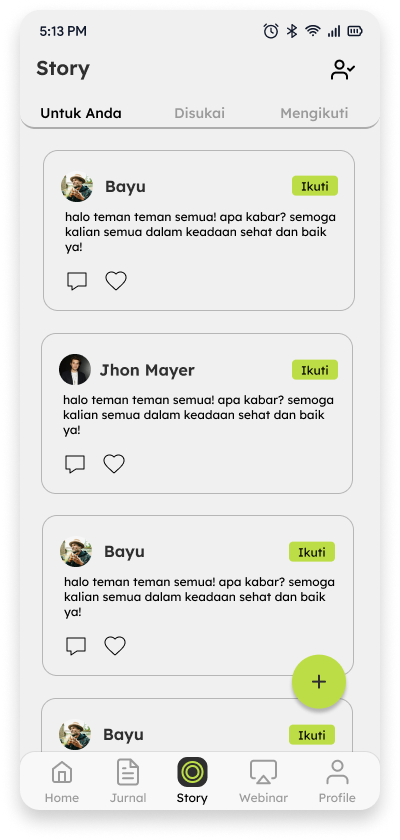 5:13 PM
Story
Untuk Anda Disukai Mengikuti
Bayu Ikuti
halo teman teman semua! apa kabar? semoga
kalian semua dalam keadaan sehat dan baik
ya!
Jhon Mayer Ikuti
halo teman teman semua! apa kabar? semoga
kalian semua dalam keadaan sehat dan baik
ya!
Bayu Ikuti
halo teman teman semua! apa kabar? semoga
kalian semua dalam keadaan sehat dan baik
ya!
+
Bayu Ikuti
Home Jurnal Story Webinar Profile